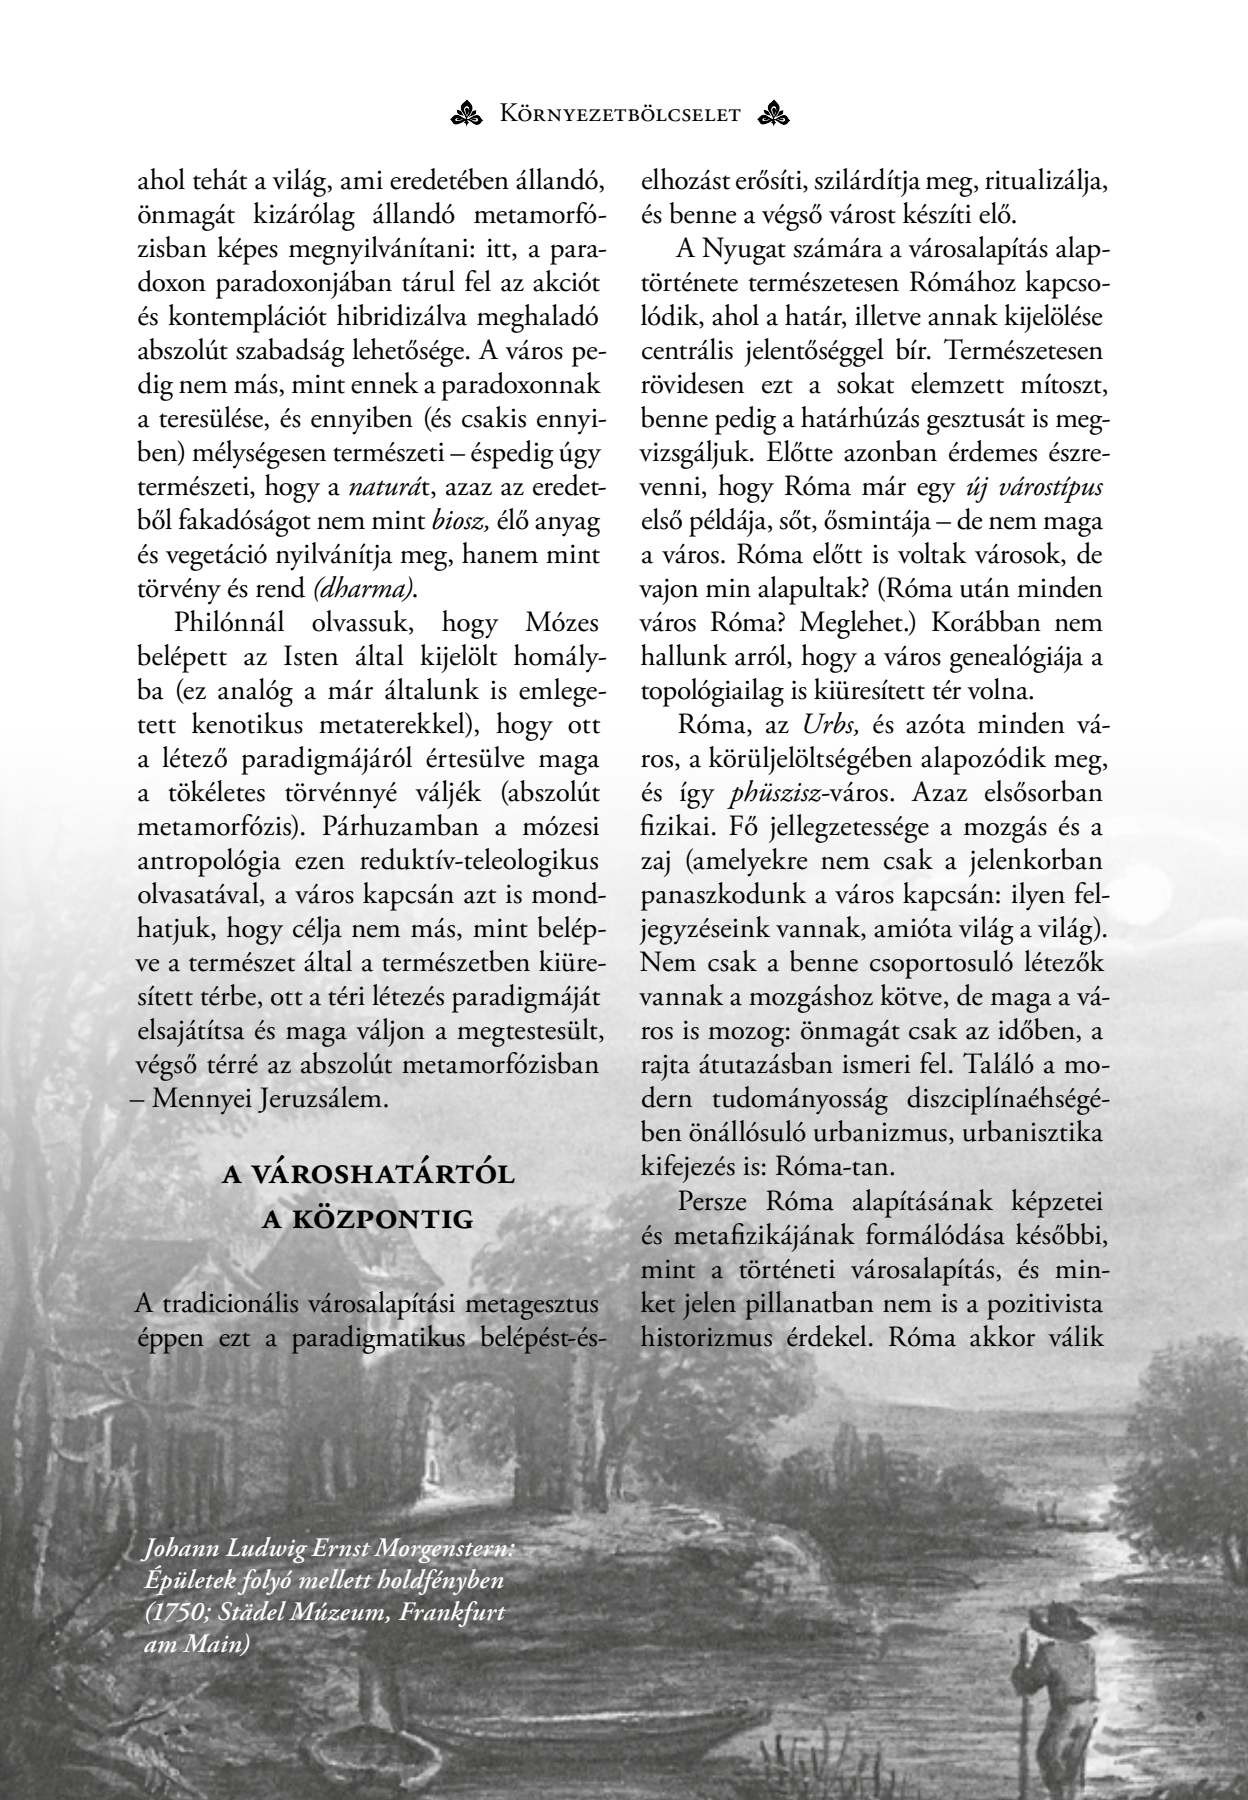 Környezetbölcselet
ahol tehát a világ, ami eredetében állandó,
önmagát kizárólag állandó metamorfó-
zisban képes megnyilvánítani: itt, a para-
doxon paradoxonjában tárul fel az akciót
és kontemplációt hibridizálva meghaladó
abszolút szabadság lehetősége. A város pe-
dig nem más, mint ennek a paradoxonnak
a teresülése, és ennyiben (és csakis ennyi-
ben) mélységesen természeti – éspedig úgy
természeti, hogy a naturát, azaz az eredet-
ből fakadóságot nem mint biosz, élő anyag
és vegetáció nyilvánítja meg, hanem mint
törvény és rend (dharma).
Philónnál olvassuk, hogy Mózes
belépett az Isten által kijelölt homály-
ba (ez analóg a már általunk is emlege-
tett kenotikus metaterekkel), hogy ott
a létező paradigmájáról értesülve maga
a tökéletes törvénnyé váljék (abszolút
metamorfózis). Párhuzamban a mózesi
antropológia ezen reduktív-teleologikus
olvasatával, a város kapcsán azt is mond-
hatjuk, hogy célja nem más, mint belép-
ve a természet által a természetben kiüre-
sített térbe, ott a téri létezés paradigmáját
elsajátítsa és maga váljon a megtestesült,
végső térré az abszolút metamorfózisban
– Mennyei Jeruzsálem.
A VÁROSHATÁRTÓL
A KÖZPONTIG
A tradicionális városalapítási metagesztus
éppen ezt a paradigmatikus belépést-és-
elhozást erősíti, szilárdítja meg, ritualizálja,
és benne a végső várost készíti elő.
A Nyugat számára a városalapítás alap-
története természetesen Rómához kapcso-
lódik, ahol a határ, illetve annak kijelölése
centrális jelentőséggel bír. Természetesen
rövidesen ezt a sokat elemzett mítoszt,
benne pedig a határhúzás gesztusát is meg-
vizsgáljuk. Előtte azonban érdemes észre-
venni, hogy Róma már egy új várostípus
első példája, sőt, ősmintája – de nem maga
a város. Róma előtt is voltak városok, de
vajon min alapultak? (Róma után minden
város Róma? Meglehet.) Korábban nem
hallunk arról, hogy a város genealógiája a
topológiailag is kiüresített tér volna.
Róma, az Urbs, és azóta minden vá-
ros, a körüljelöltségében alapozódik meg,
és így phüszisz-város. Azaz elsősorban
fizikai. Fő jellegzetessége a mozgás és a
zaj (amelyekre nem csak a jelenkorban
panaszkodunk a város kapcsán: ilyen fel-
jegyzéseink vannak, amióta világ a világ).
Nem csak a benne csoportosuló létezők
vannak a mozgáshoz kötve, de maga a vá-
ros is mozog: önmagát csak az időben, a
rajta átutazásban ismeri fel. Találó a mo-
dern tudományosság diszciplínaéhségé-
ben önállósuló urbanizmus, urbanisztika
kifejezés is: Róma-tan.
Persze Róma alapításának képzetei
és metafizikájának formálódása későbbi,
mint a történeti városalapítás, és min-
ket jelen pillanatban nem is a pozitivista
historizmus érdekel. Róma akkor válik
Johann Ludwig Ernst Morgenstern:
Épületek folyó mellett holdfényben
(1750; Städel Múzeum, Frankfurt
am Main)